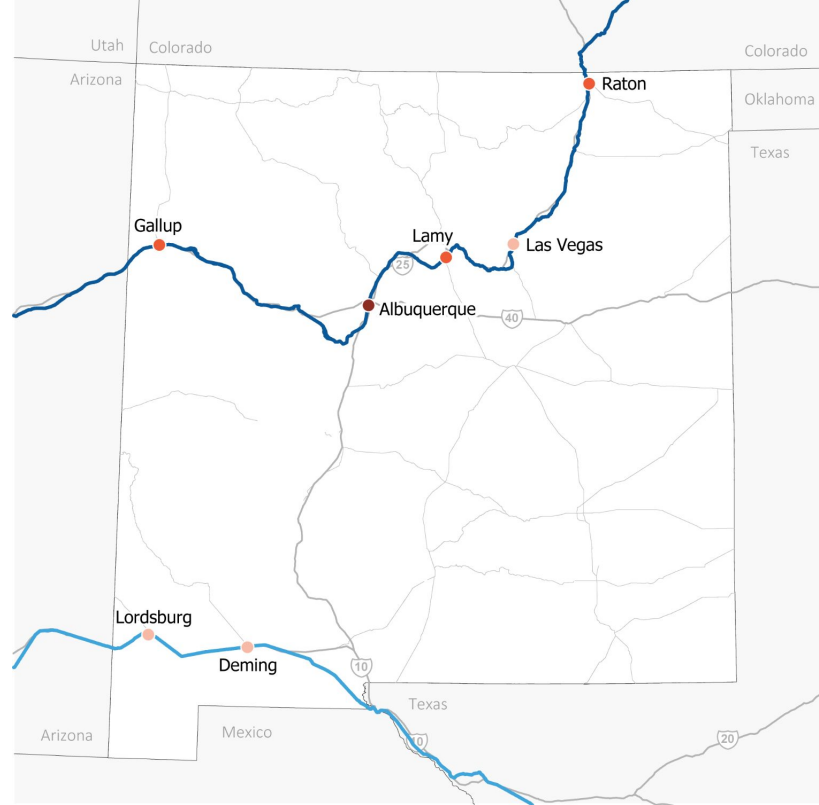 Utah
Colorado
Colorado
Arizona
Raton
Oklahoma
Texas
Gallup
Lamy
Las Vegas
25
Albuquerque
40
Lordsburg
Deming
10
Texas
Arizona
Mexico
10
20